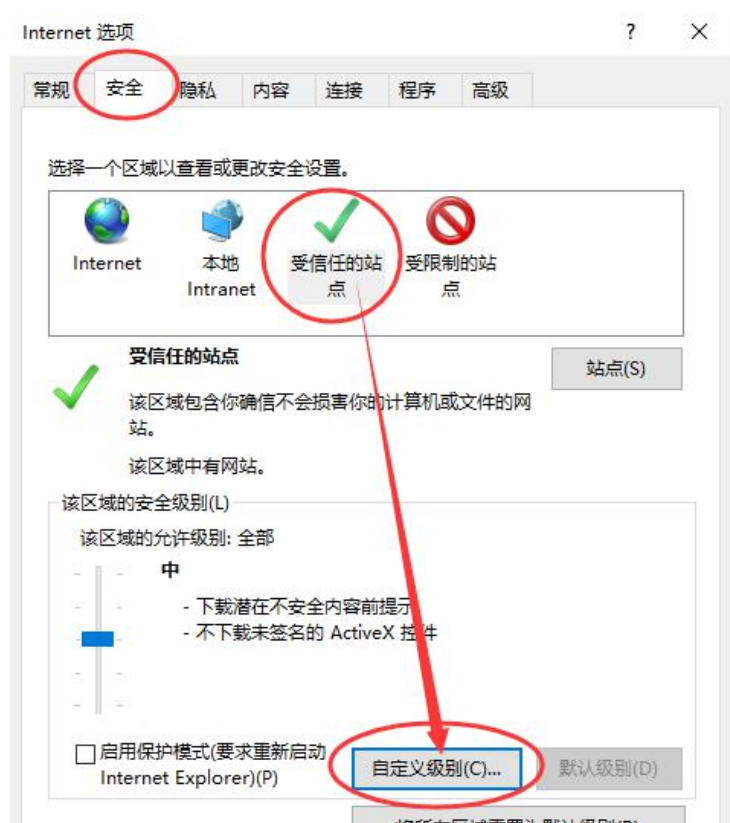 Internet 选项
?
常规 安全 隐私 内容 连接 程序 高级
选择一个区域以查看或更改安全设置。
Internet
本地
Intranet
受信任的站
点
受限制的站
点
受信任的站点
站点(S)
该区域包含你确信不会损害你的计算机或文件的网
站。
该区域中有网站。
该区域的安全级别(L)
该区域的允许级别: 全部
中
- 下载潜在不安全内容前提示
- 不下载未签名的 ActiveX 控件
启用保护模式(要求重新启动
Internet Explorer)(P)
自定义级别(C)...
默认级别(D)